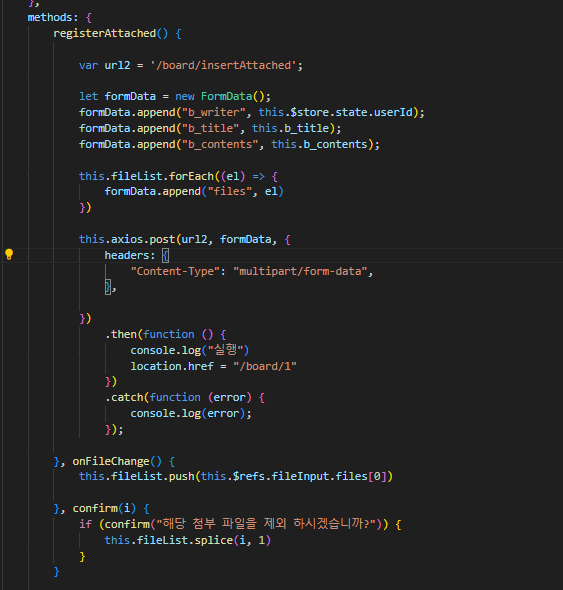 },
methods: {
registerAttached() {
var url2 = '/board/insertAttached';
let formData = new FormData();
formData.append("b_writer", this.$store.state.userId);
formData.append("b_title", this.b_title);
formData.append("b_contents", this.b_contents);
this.fileList.forEach((el) => {
formData.append("files", el)
})
this.axios.post(url2, formData, {
headers: {
"Content-Type": "multipart/form-data",
},
})
.then(function () {
console.log("실행")
location.href = "/board/1"
})
.catch(function (error) {
console.log(error);
});
}, onFileChange() {
this.fileList.push(this.$refs.fileInput.files[0])
}, confirm(i) {
if (confirm("해당 첨부 파일을 제외 하시겠습니까?")) {
this.fileList.splice(i, 1)
}
}